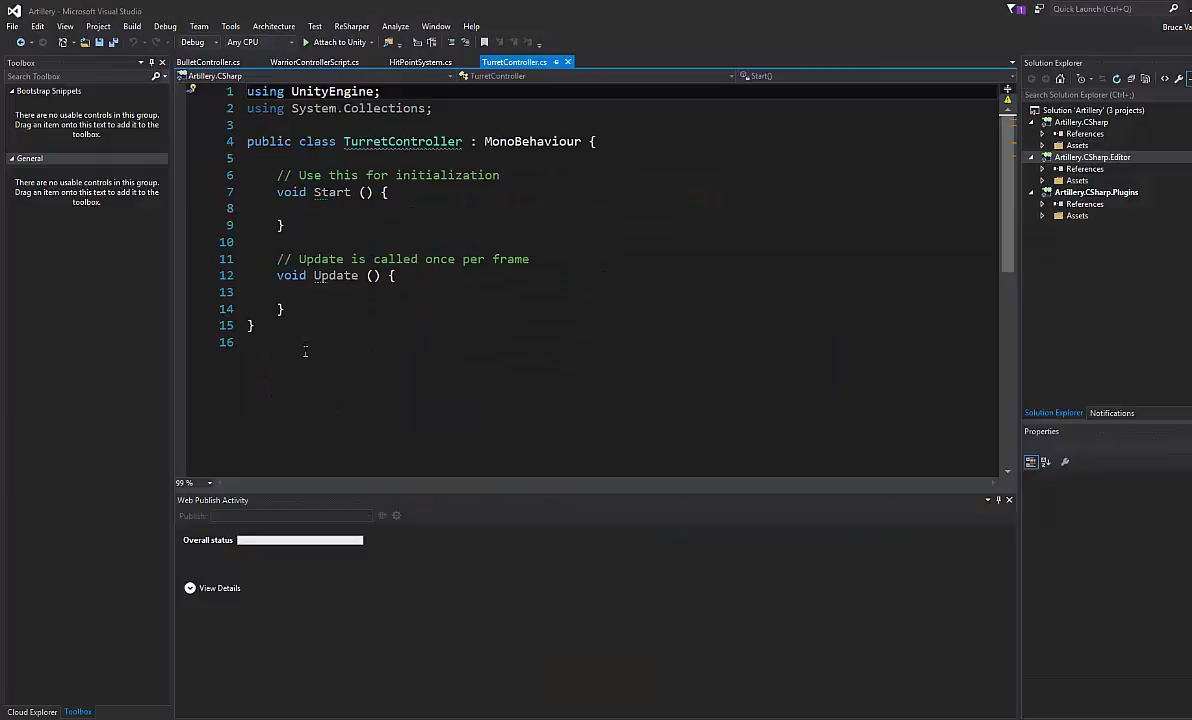 Artillery - Microsoft Visual Studio
Quick Launch (Ctrl+Q)
1
File Edit View Project Build Debug Team Tools Architecture Test ReSharper Analyze Window Help
Bruce Va
Debug Any CPU Attach to Unity
Toolbox
BulletController.cs WarriorControllerScript.cs HitPointSystem.cs TurretController.cs
Solution Explorer
Search Toolbox
Artillery.CSharp TurretController Start()
Bootstrap Snippets
There are no usable controls in this group.
Drag an item onto this text to add it to the
toolbox.
General
There are no usable controls in this group.
Drag an item onto this text to add it to the
toolbox.
1 using UnityEngine;
2 using System.Collections;
3
4 public class TurretController : MonoBehaviour {
5
6 // Use this for initialization
7 void Start () {
8
9 }
10
11 // Update is called once per frame
12 void Update () {
13
14 }
15 }
16
99 %
Search Solution Explorer (Ctrl+;)
Solution 'Artillery' (3 projects)
Artillery.CSharp
References
Assets
Artillery.CSharp.Editor
References
Assets
Artillery.CSharp.Plugins
References
Assets
Solution Explorer Notifications
Properties
Web Publish Activity
Publish:
Overall status
View Details
Cloud Explorer Toolbox